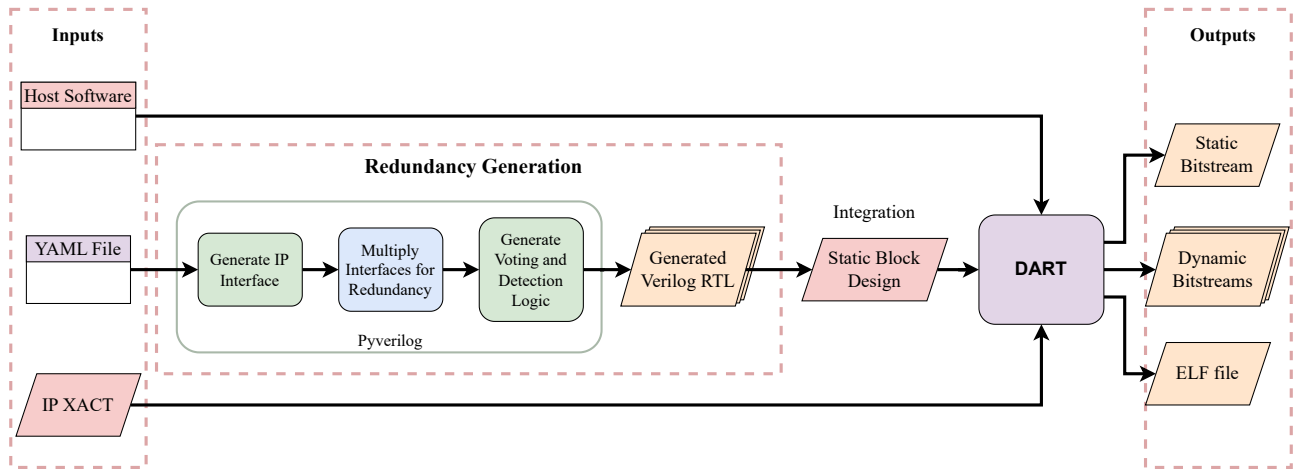 Inputs
Host Software
YAML File
IP XACT
Redundancy Generation
Generate IP
Interface
Multiply
Interfaces for
Redundancy
Generate
Voting and
Detection
Logic
Pyverilog
Generated
Verilog RTL
Integration
Static Block
Design
DART
Outputs
Static
Bitstream
Dynamic
Bitstreams
ELF file